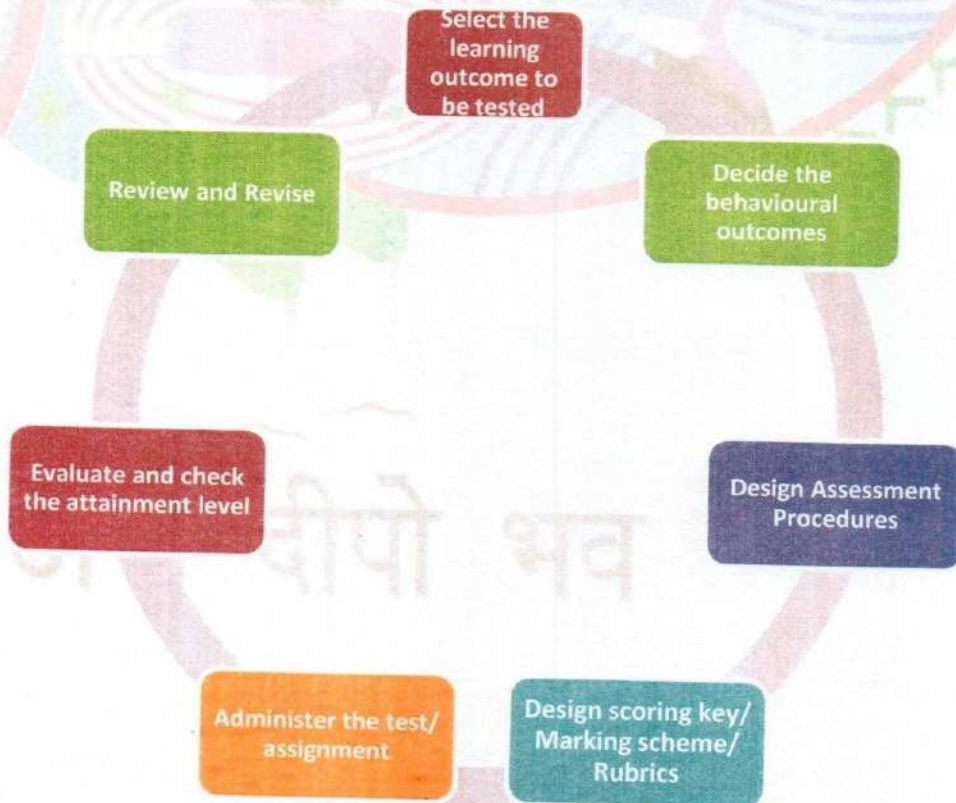 Select the
learning
outcome to
be tested
Decide the
behavioural
outcomes
Design Assessment
Procedures
Design scoring key/
Marking scheme/
Rubrics
Administer the test/
assignment
Evaluate and check
the attainment level
Review and Revise
दीपो भव